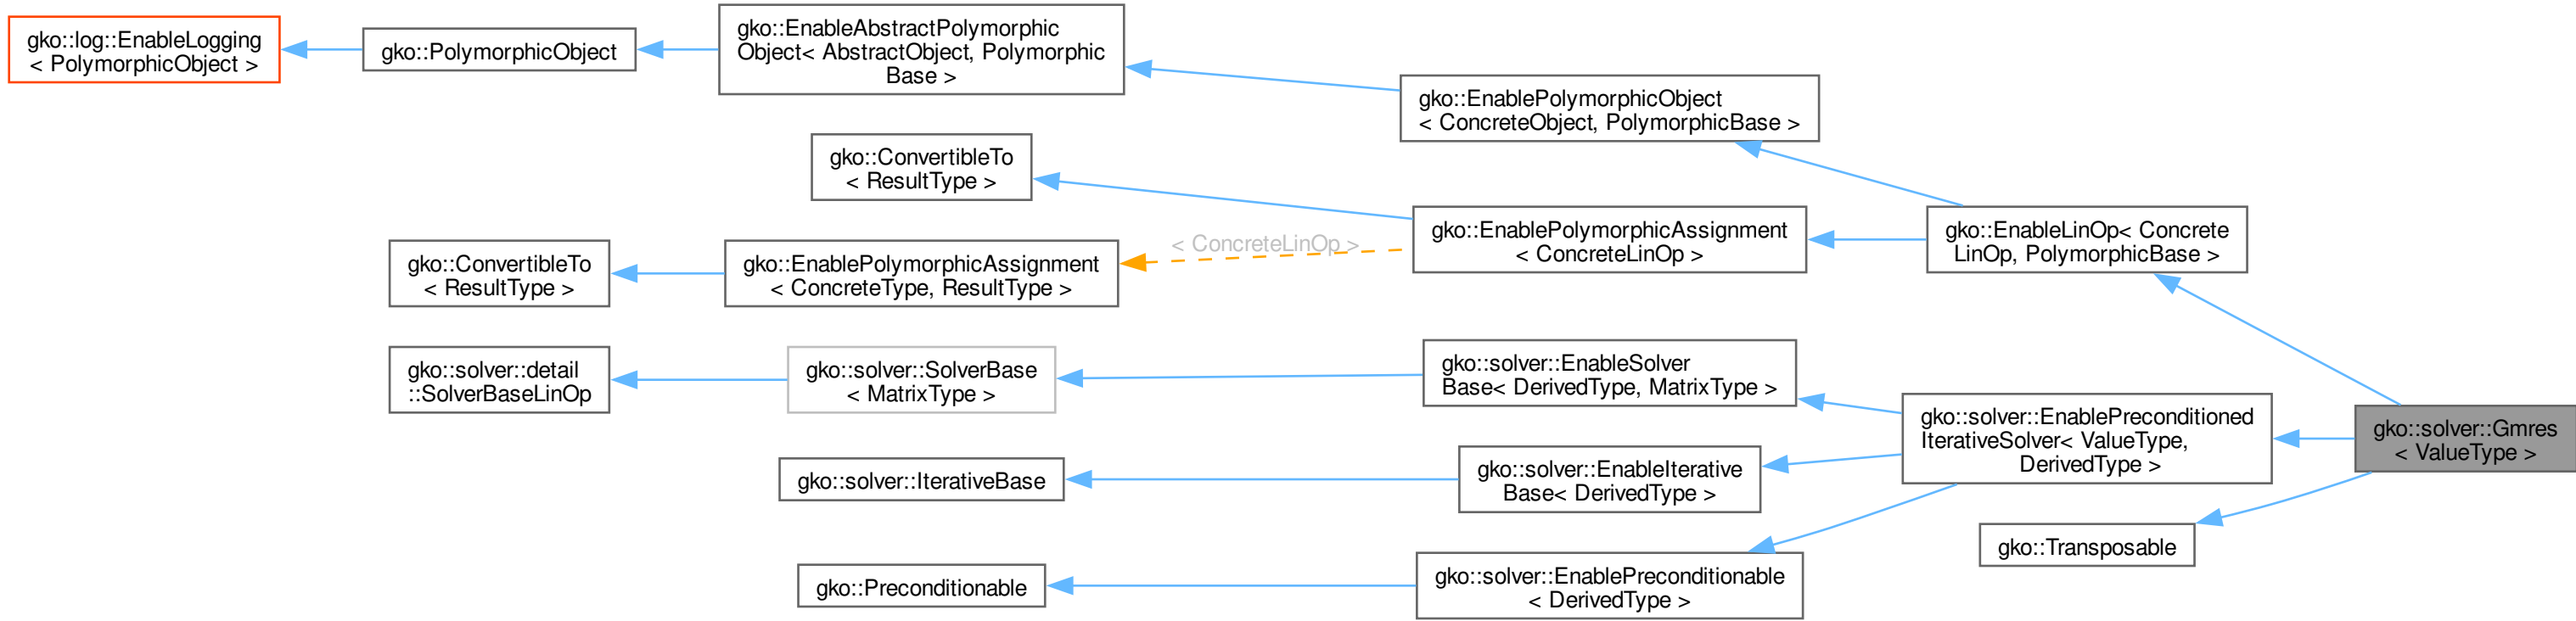 gko::log::EnableLogging
< PolymorphicObject >
gko::PolymorphicObject
gko::EnableAbstractPolymorphic
Object< AbstractObject, Polymorphic
Base >
gko::EnablePolymorphicObject
< ConcreteObject, PolymorphicBase >
gko::ConvertibleTo
< ResultType >
gko::EnablePolymorphicAssignment
< ConcreteLinOp >
gko::EnableLinOp< Concrete
LinOp, PolymorphicBase >
gko::ConvertibleTo
< ResultType >
gko::EnablePolymorphicAssignment
< ConcreteType, ResultType >
< ConcreteLinOp >
gko::solver::detail
::SolverBaseLinOp
gko::solver::SolverBase
< MatrixType >
gko::solver::EnableSolver
Base< DerivedType, MatrixType >
gko::solver::EnablePreconditioned
IterativeSolver< ValueType,
DerivedType >
gko::solver::Gmres
< ValueType >
gko::solver::IterativeBase
gko::solver::EnableIterative
Base< DerivedType >
gko::Transposable
gko::Preconditionable
gko::solver::EnablePreconditionable
< DerivedType >